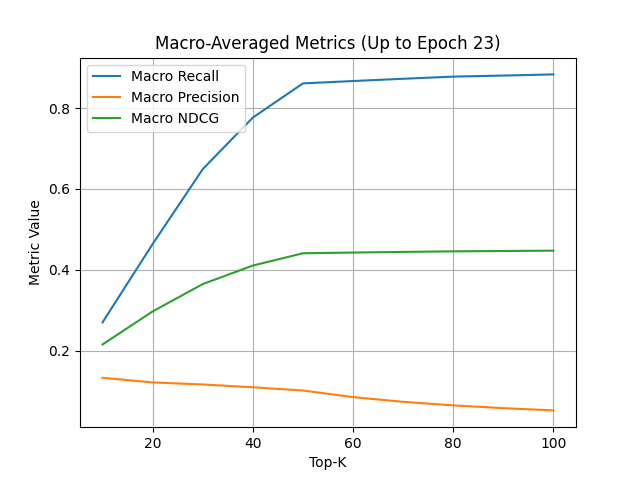 Macro-Averaged Metrics (Up to Epoch 23)
Macro Recall
Macro Precision
Macro NDCG
Metric Value
0.8
0.6
0.4
0.2
20
40
60
80
100
Top-K